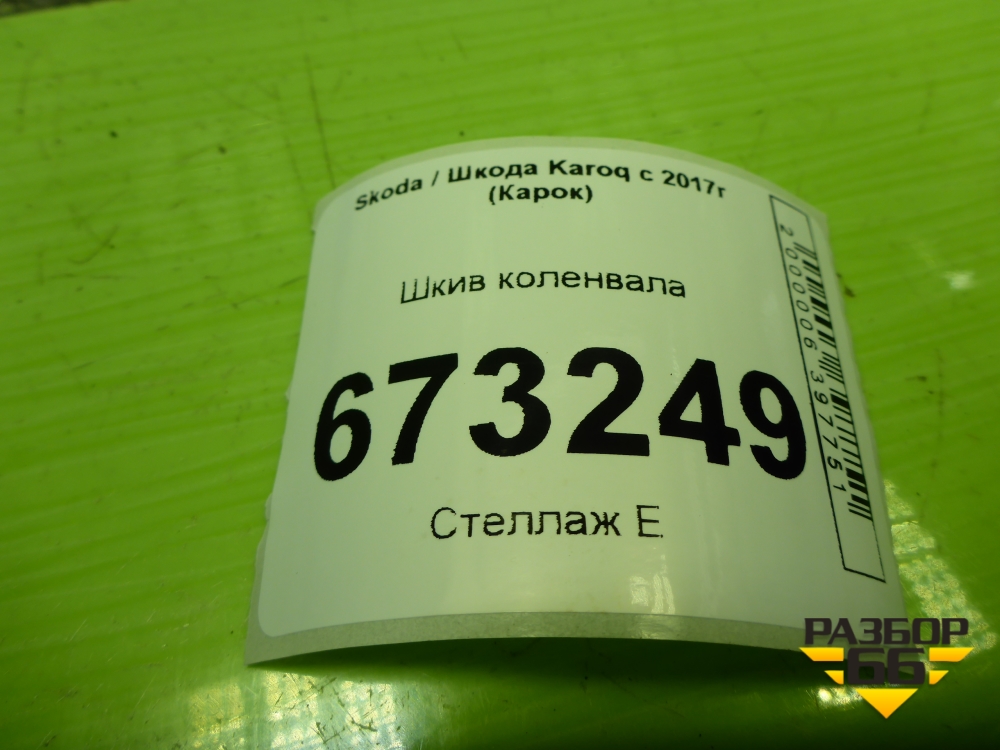 Skoda / Шкода Karoq с 2017г
(Карок)
Шкив коленвала
673249
Стеллаж Е
2000006397751
РАЗБОР
66